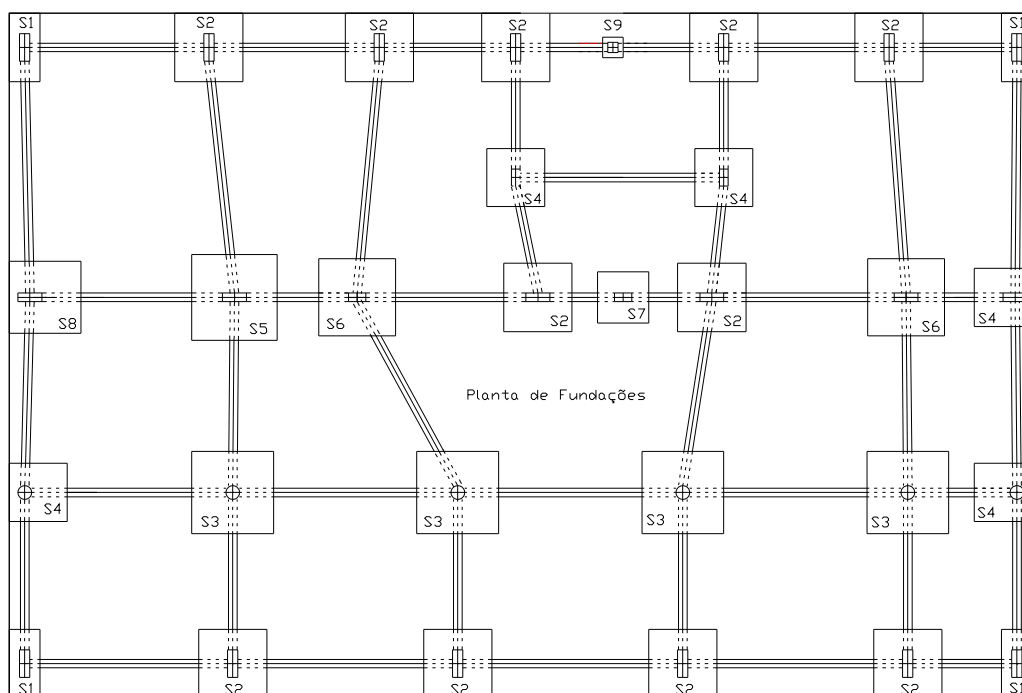 S1 S2 S2 S2 S9 S2 S2 S1
S4 S4
S8 S5 S6 S2 S7 S2 S6 S4
Planta de Fundações
S4 S3 S3 S3 S3 S4
S1 S2 S2 S2 S2 S1